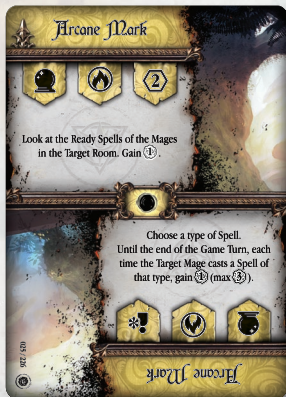 Arcane Mark
2
Look at the Ready Spells of the Mages
in the Target Room. Gain 1.
Choose a type of Spell.
Until the end of the Game Turn, each
time the Target Mage casts a Spell of
that type, gain 1 (max 3).
*!
Arcane Mark
025 / 226